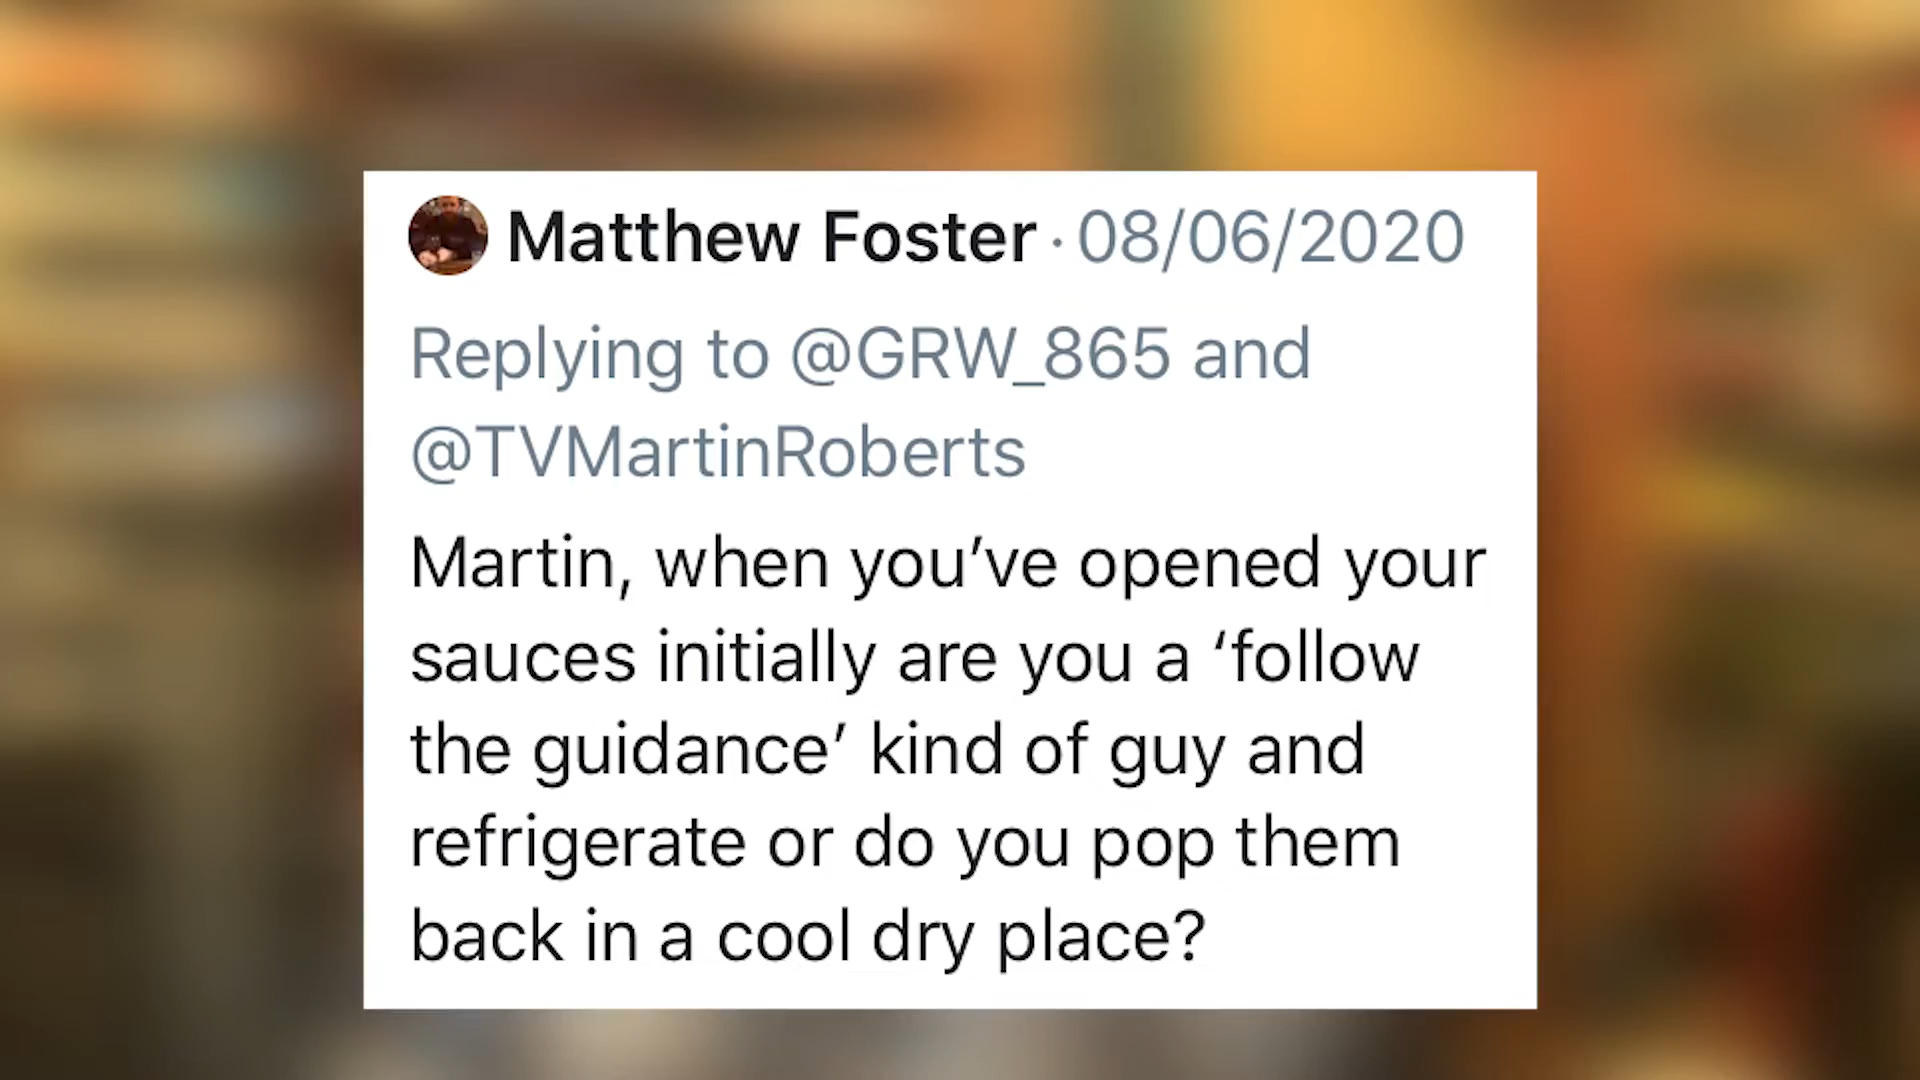 Matthew Foster · 08/06/2020
Replying to @GRW_865 and
@TVMartinRoberts
Martin, when you’ve opened your
sauces initially are you a ‘follow
the guidance’ kind of guy and
refrigerate or do you pop them
back in a cool dry place?